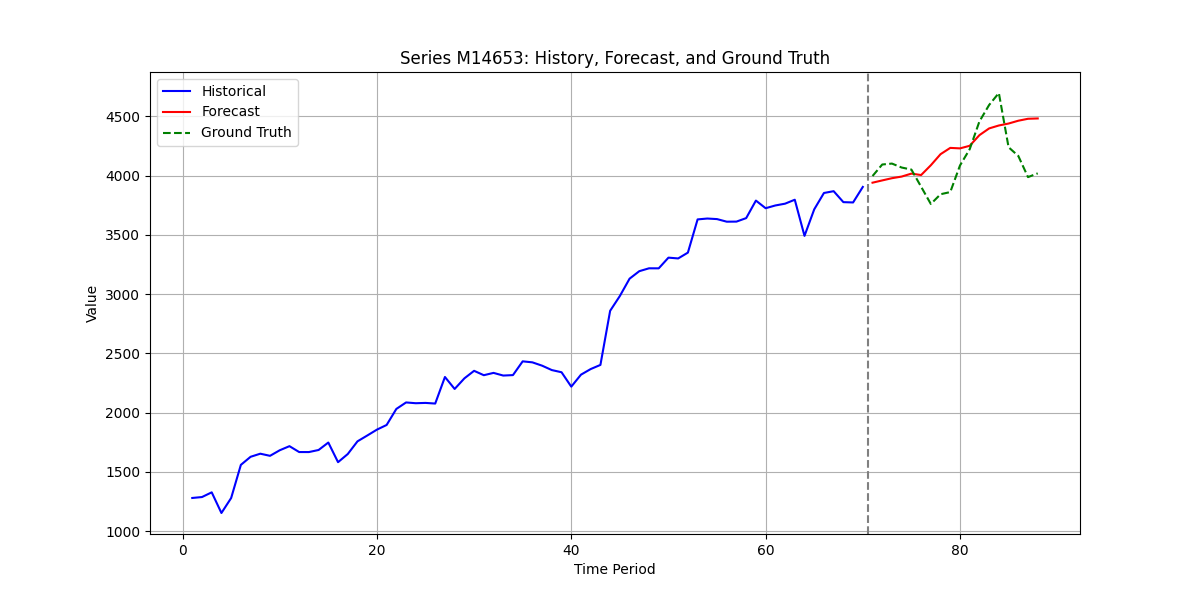 Series M14653: History, Forecast, and Ground Truth
Historical
Forecast
Ground Truth
4500
4000
3500
3000
2500
2000
1500
1000
Value
0 20 40 60 80
Time Period